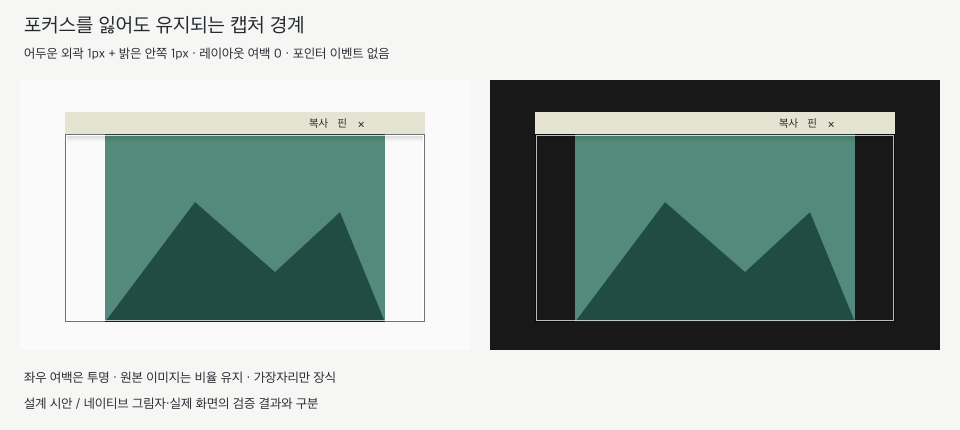 포커스를 잃어도 유지되는 캡처 경계
어두운 외곽 1px + 밝은 안쪽 1px · 레이아웃 여백 0 · 포인터 이벤트 없음
복사 핀 ×
복사 핀 ×
좌우 여백은 투명 · 원본 이미지는 비율 유지 · 가장자리만 장식
설계 시안 / 네이티브 그림자·실제 화면의 검증 결과와 구분